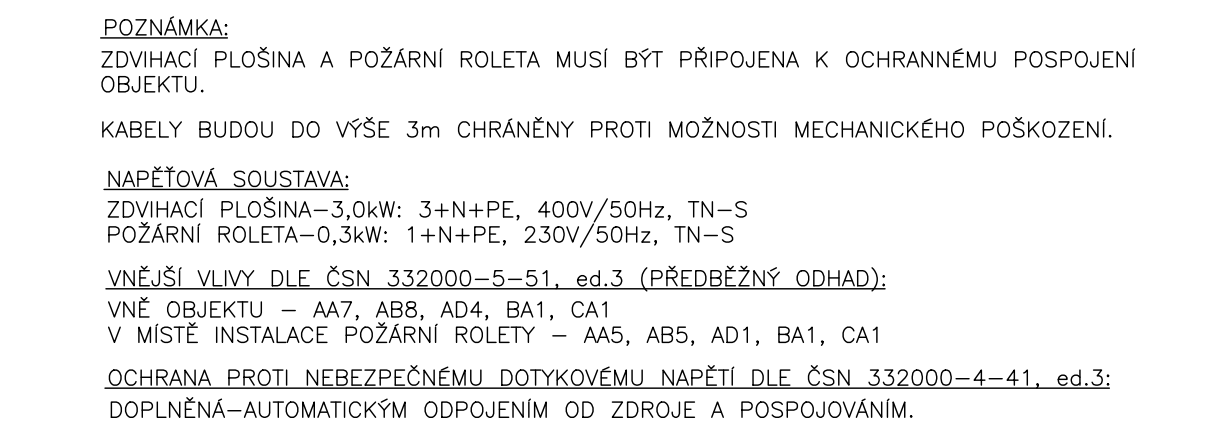 POZNÁMKA:
ZDVIHACÍ PLOŠINA A POŽÁRNÍ ROLETA MUSÍ BÝT PŘIPOJENA K OCHRANNÉMU POSPOJENÍ
OBJEKTU.
KABELY BUDOU DO VÝŠE 3m CHRÁNĚNY PROTI MOŽNOSTI MECHANICKÉHO POŠKOZENÍ.
NAPĚŤOVÁ SOUSTAVA:
ZDVIHACÍ PLOŠINA–3,0kW: 3+N+PE, 400V/50Hz, TN–S
POŽÁRNÍ ROLETA–0,3kW: 1+N+PE, 230V/50Hz, TN–S
VNĚJŠÍ VLIVY DLE ČSN 332000–5–51, ed.3 (PŘEDBĚŽNÝ ODHAD):
VNĚ OBJEKTU – AA7, AB8, AD4, BA1, CA1
V MÍSTĚ INSTALACE POŽÁRNÍ ROLETY – AA5, AB5, AD1, BA1, CA1
OCHRANA PROTI NEBEZPEČNÉMU DOTYKOVÉMU NAPĚTÍ DLE ČSN 332000–4–41, ed.3:
DOPLNĚNÁ–AUTOMATICKÝM ODPOJENÍM OD ZDROJE A POSPOJOVÁNÍM.